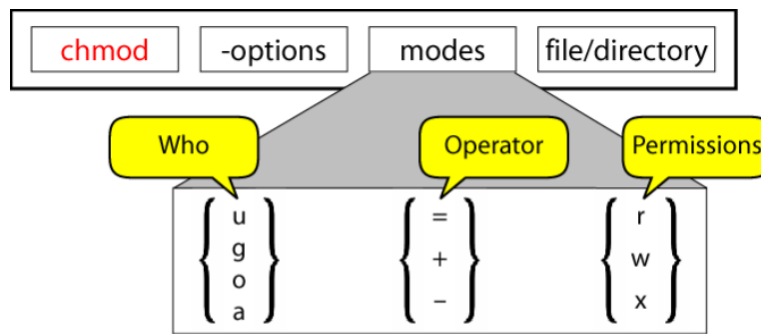 chmod -options modes file/directory
Who Operator Permissions
u = r
g
+ w
o
a - x